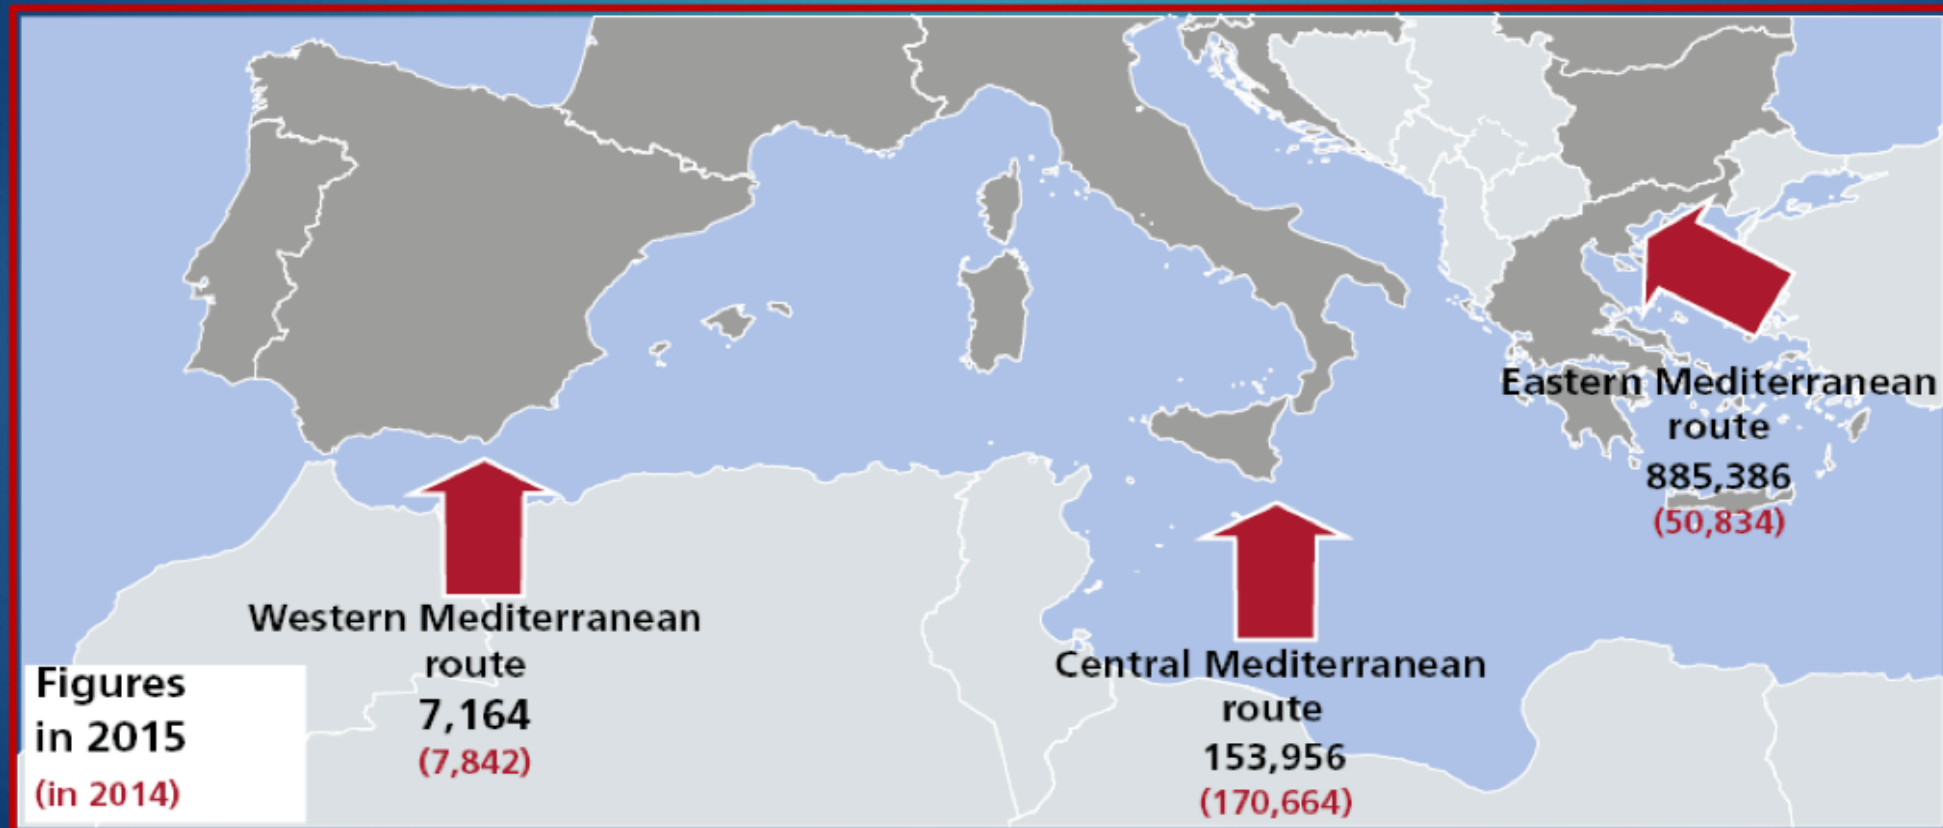 Eastern Mediterranean
route
885,386
(50,834)
Western Mediterranean
route
7,164
(7,842)
Central Mediterranean
route
153,956
(170,664)
Figures
in 2015
(in 2014)